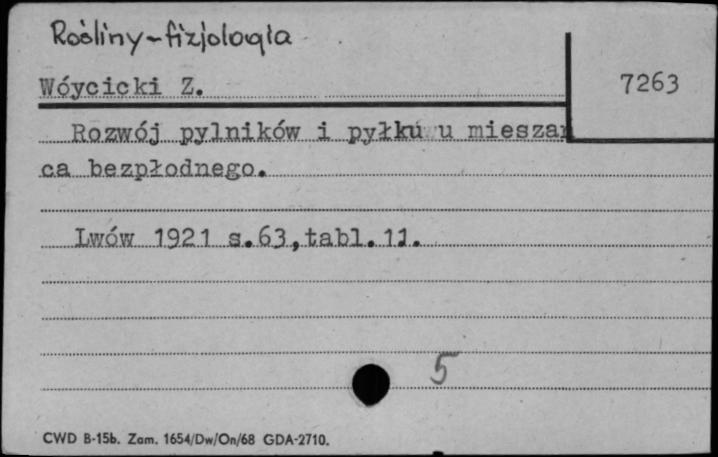 Rośliny-fizjologia
Wóycicki Z.
7263
Rozwój pylników i pyłku u mieszań
ca bezpłodnego.
Lwów 1921 s.63,tabl.11.
5
CWD B-15b. Zam. 1654/Dw/On/68 GDA-2710.